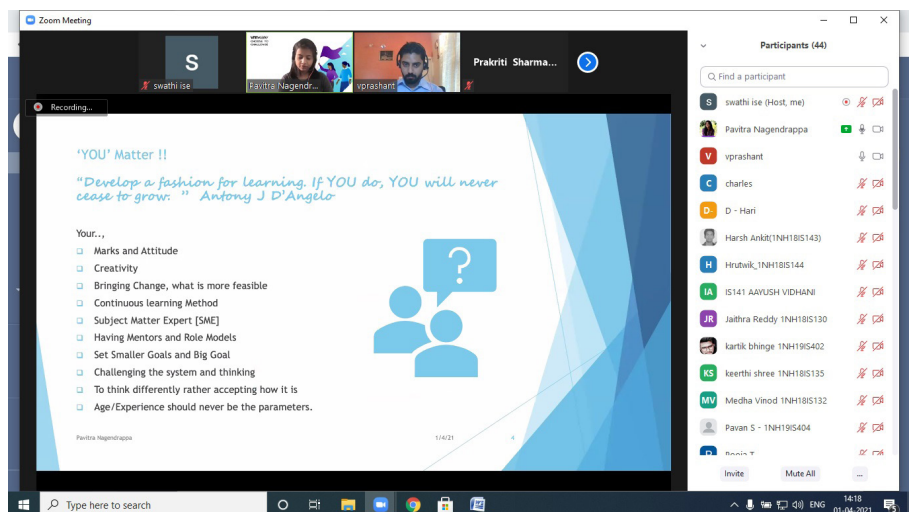 Zoom Meeting
S
swathi ise
Pavitra Nagendr...
vprashant
Prakriti Sharma...
Recording...
'YOU' Matter !!
"Develop a fashion for learning. If YOU do, YOU will never
cease to grow. " Antony J D'Angelo
Your..,
Marks and Attitude
Creativity
Bringing Change, what is more feasible
Continuous learning Method
Subject Matter Expert [SME]
Having Mentors and Role Models
Set Smaller Goals and Big Goal
Challenging the system and thinking
To think differently rather accepting how it is
Age/Experience should never be the parameters.
Pavitra Nagendrappa
1/4/21
4
Participants (44)
Find a participant
S swathi ise (Host, me)
Pavitra Nagendrappa
V vprashant
C charles
D- D - Hari
Harsh Ankit(1NH18IS143)
H Hrutwik_1NH18IS144
IA IS141 AAYUSH VIDHANI
JR Jaithra Reddy 1NH18IS130
kartik bhinge 1NH19IS402
KS keerthi shree 1NH18IS135
MV Medha Vinod 1NH18IS132
Pavan S - 1NH19IS404
Pooja T
Invite
Mute All
...
Type here to search
ENG
14:18
01-04-2021